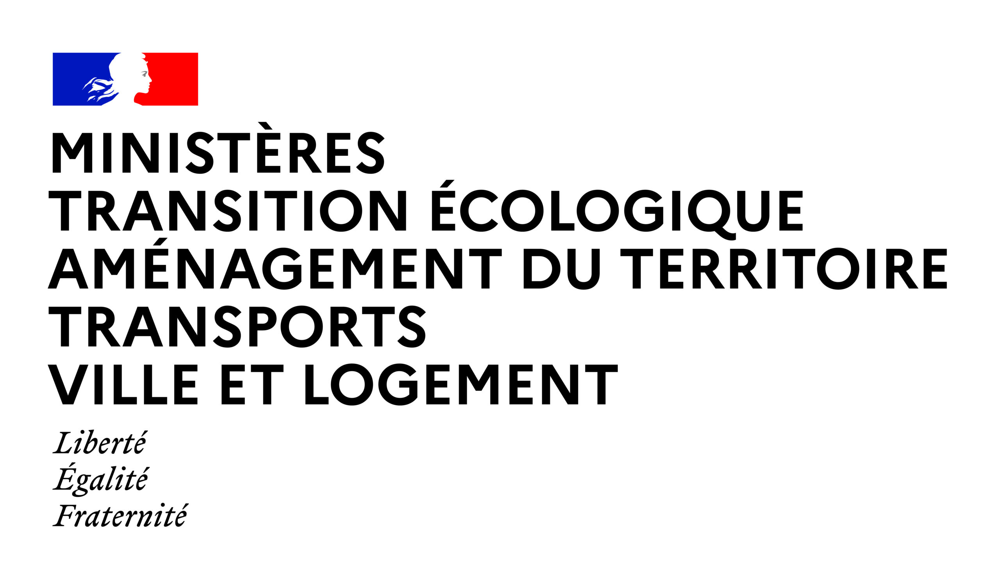 MINISTÈRES
TRANSITION ÉCOLOGIQUE
AMÉNAGEMENT DU TERRITOIRE
TRANSPORTS
VILLE ET LOGEMENT
Liberté
Égalité
Fraternité